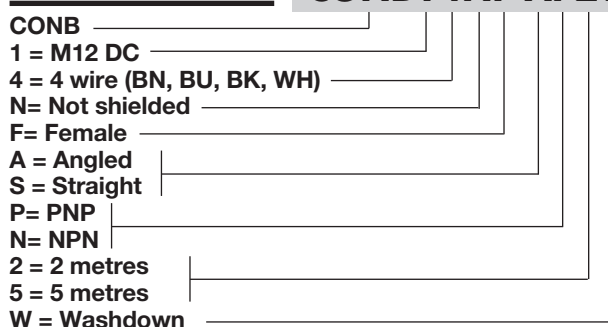 CONB
1 = M12 DC
4 = 4 wire (BN, BU, BK, WH)
N= Not shielded
F= Female
A = Angled
S = Straight
P= PNP
N= NPN
2 = 2 metres
5 = 5 metres
W = Washdown